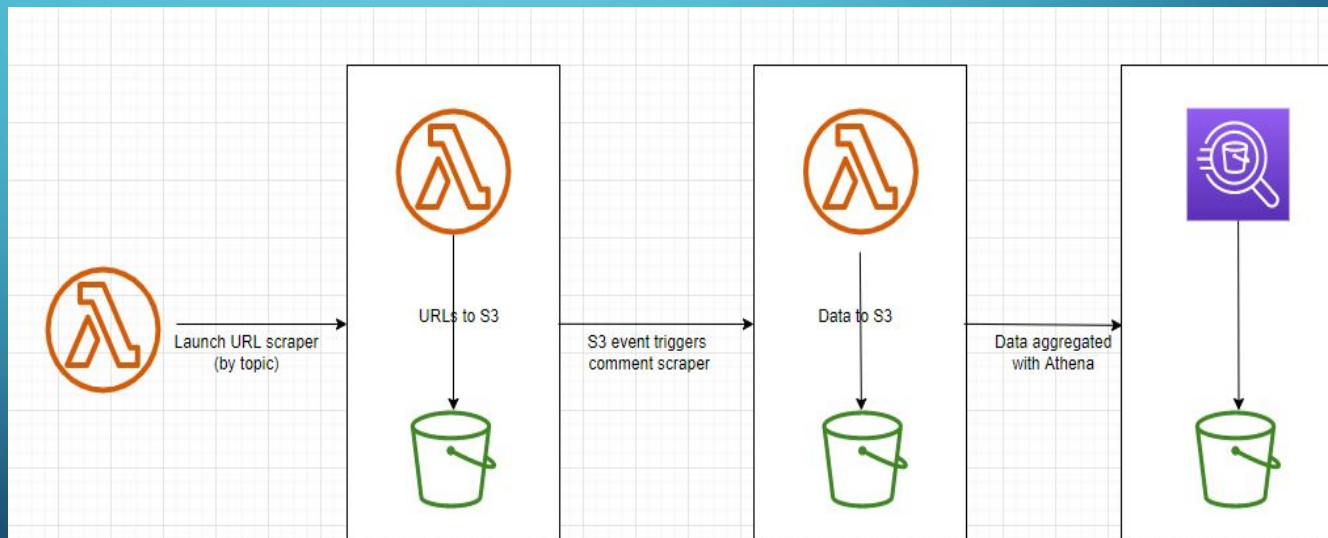 Launch URL scraper
(by topic)
URLs to S3
S3 event triggers
comment scraper
Data to S3
Data aggregated
with Athena